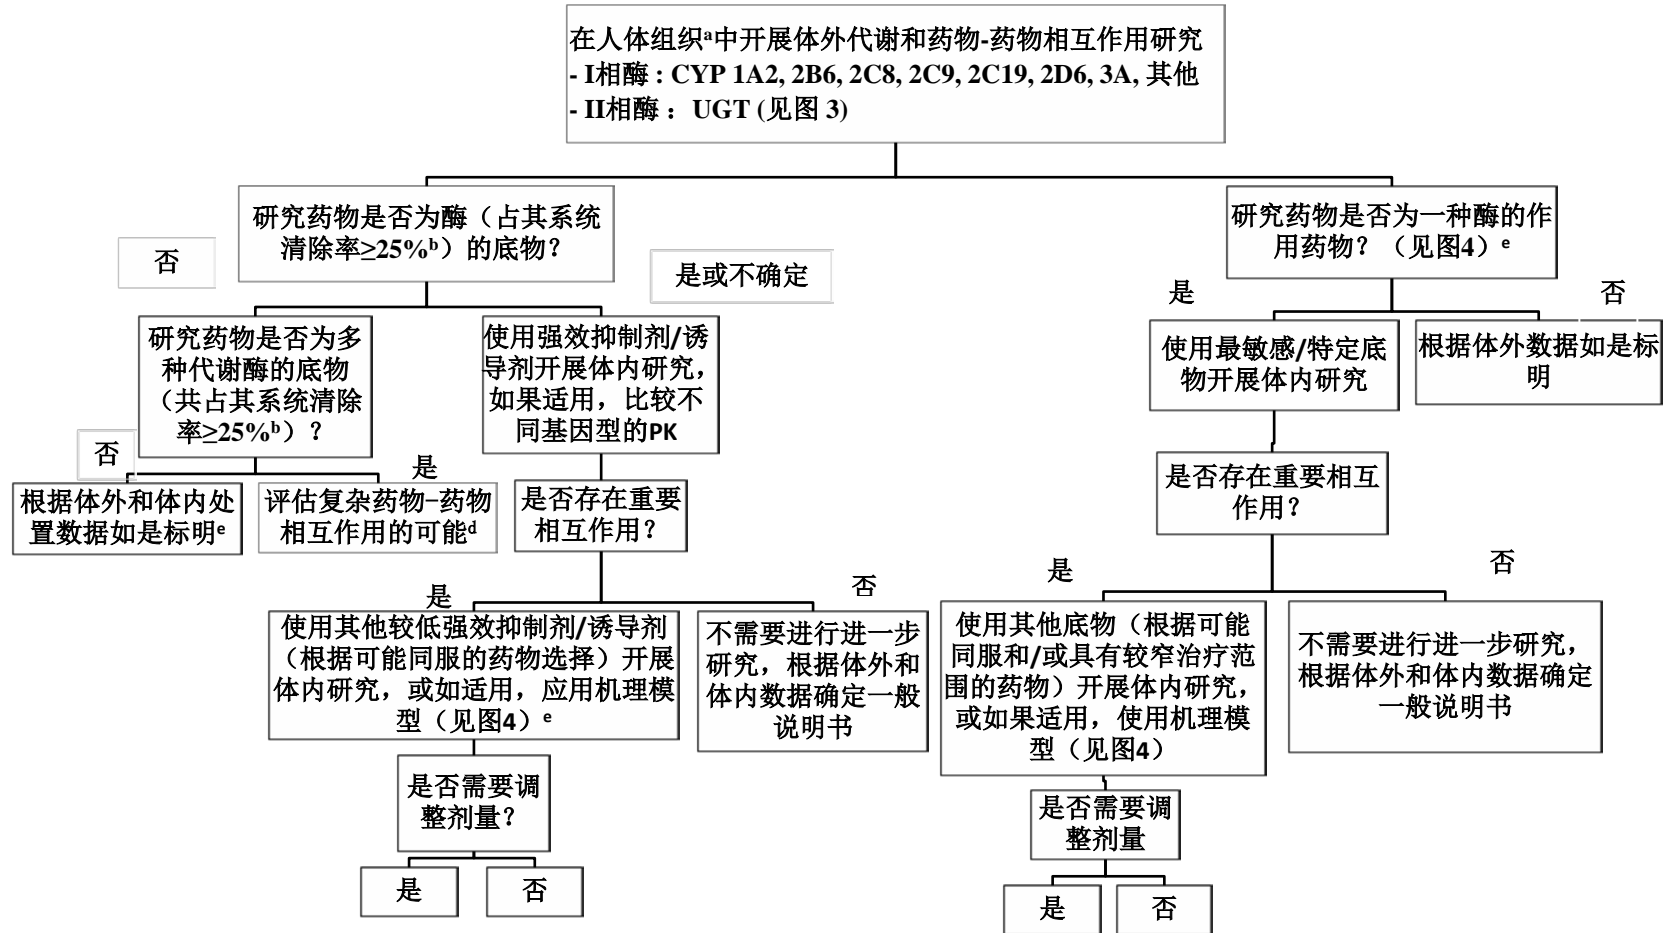 在人体组织ᵃ中开展体外代谢和药物-药物相互作用研究
- I相酶 : CYP 1A2, 2B6, 2C8, 2C9, 2C19, 2D6, 3A, 其他
- II相酶 ： UGT (见图 3)
研究药物是否为酶（占其系统
清除率≥25%ᵇ）的底物？
否
是或不确定
研究药物是否为多
种代谢酶的底物
（共占其系统清除
率≥25%ᵇ）？
否
是
根据体外和体内处
置数据如是标明ᵉ
评估复杂药物-药物
相互作用的可能ᵈ
使用强效抑制剂/诱
导剂开展体内研究，
如果适用，比较不
同基因型的PK
是否存在重要
相互作用？
是
否
使用其他较低强效抑制剂/诱导剂
（根据可能同服的药物选择）开展
体内研究，或如适用，应用机理模
型（见图4）ᵉ
不需要进行进一步
研究，根据体外和
体内数据确定一般
说明书
是否需要调
整剂量？
是
否
研究药物是否为一种酶的作
用药物？（见图4）ᵉ
是
否
使用最敏感/特定底
物开展体内研究
根据体外数据如是标
明
是否存在重要相互
作用？
是
否
使用其他底物（根据可能
同服和/或具有较窄治疗范
围的药物）开展体内研究，
或如果适用，使用机理模
型（见图4）
不需要进行进一步研究，
根据体外和体内数据确定
一般说明书
是否需要调
整剂量
是
否